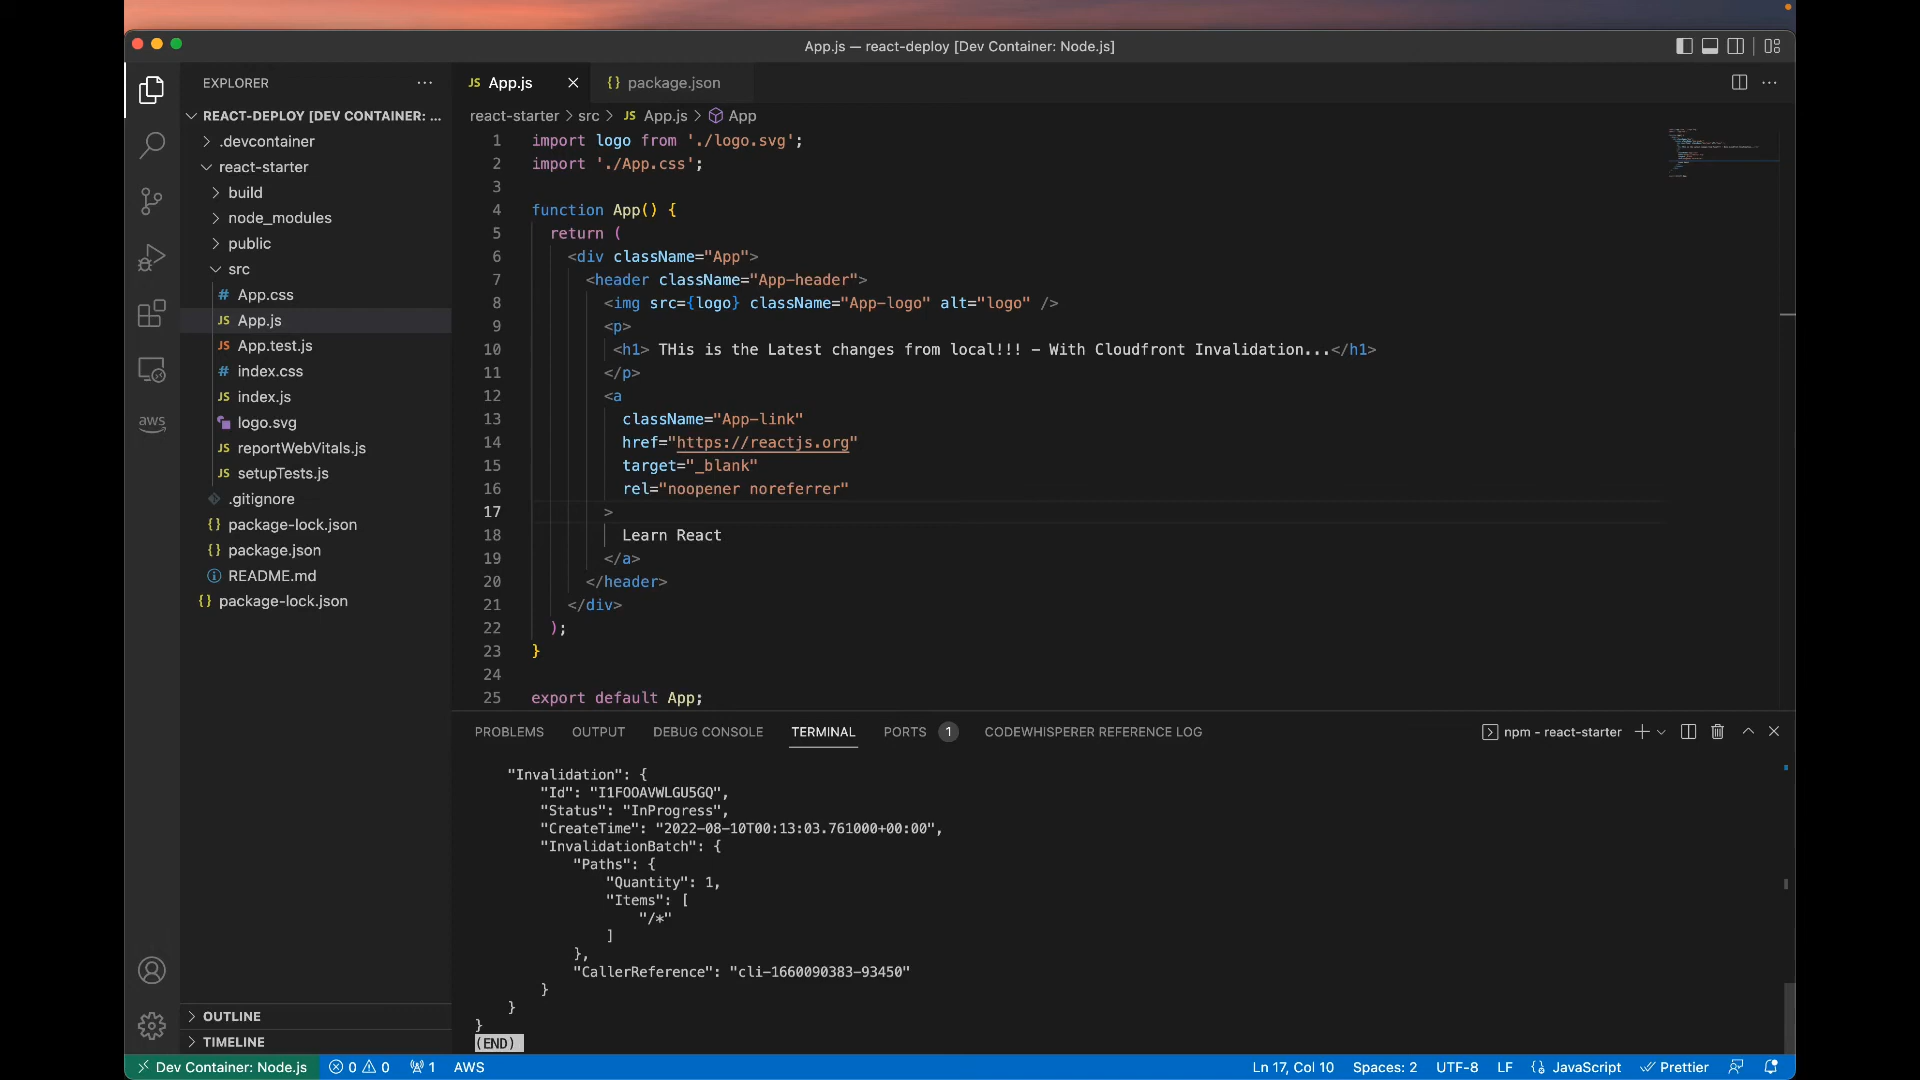 App.js — react-deploy [Dev Container: Node.js]
EXPLORER
REACT-DEPLOY [DEV CONTAINER: ...
.devcontainer
react-starter
build
node_modules
public
src
# App.css
JS App.js
JS App.test.js
# index.css
JS index.js
logo.svg
JS reportWebVitals.js
JS setupTests.js
.gitignore
{} package-lock.json
{} package.json
README.md
{} package-lock.json
OUTLINE
TIMELINE
aws
JS App.js
{} package.json
react-starter > src > JS App.js > App
1 import logo from './logo.svg';
2 import './App.css';
3
4 function App() {
5 return (
6 <div className="App">
7 <header className="App-header">
8 <img src={logo} className="App-logo" alt="logo" />
9 <p>
10 <h1> THis is the Latest changes from local!!! - With Cloudfront Invalidation...</h1>
11 </p>
12 <a
13 className="App-link"
14 href="https://reactjs.org"
15 target="_blank"
16 rel="noopener noreferrer"
17 >
18 Learn React
19 </a>
20 </header>
21 </div>
22 );
23 }
24
25 export default App;
PROBLEMS OUTPUT DEBUG CONSOLE TERMINAL PORTS 1 CODEWHISPERER REFERENCE LOG
npm - react-starter
"Invalidation": {
"Id": "I1FOOAVWLGU5GQ",
"Status": "InProgress",
"CreateTime": "2022-08-10T00:13:03.761000+00:00",
"InvalidationBatch": {
"Paths": {
"Quantity": 1,
"Items": [
"/*"
]
},
"CallerReference": "cli-1660090383-93450"
}
}
}
(END)
Dev Container: Node.js 0 0 1 AWS
Ln 17, Col 10 Spaces: 2 UTF-8 LF {} JavaScript Prettier